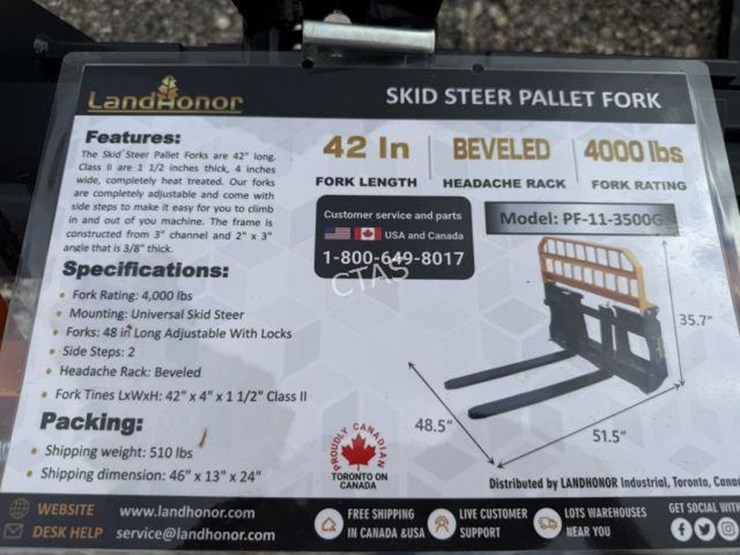 LandHonor
SKID STEER PALLET FORK
Features:
The Skid Steer Pallet Forks are 42" long.
Class II are 1 1/2 inches thick, 4 inches
wide, completely heat treated. Our forks
are completely adjustable and come with
side steps to make it easy for you to climb
in and out of you machine. The frame is
constructed from 3" channel and 2" x 3"
angle that is 3/8" thick.
42 In
FORK LENGTH
BEVELED
HEADACHE RACK
4000 lbs
FORK RATING
Customer service and parts
USA and Canada
1-800-649-8017
CTAS
Model: PF-11-3500G
Specifications:
• Fork Rating: 4,000 lbs
• Mounting: Universal Skid Steer
• Forks: 48 in Long Adjustable With Locks
• Side Steps: 2
• Headache Rack: Beveled
• Fork Tines LxWxH: 42" x 4" x 1 1/2" Class II
35.7"
48.5"
51.5"
Packing:
• Shipping weight: 510 lbs
• Shipping dimension: 46" x 13" x 24"
PROUDLY CANADIAN
TORONTO ON
CANADA
Distributed by LANDHONOR Industrial, Toronto, Canad
WEBSITE www.landhonor.com
DESK HELP service@landhonor.com
FREE SHIPPING
IN CANADA &USA
LIVE CUSTOMER
SUPPORT
LOTS WAREHOUSES
NEAR YOU
GET SOCIAL WITH